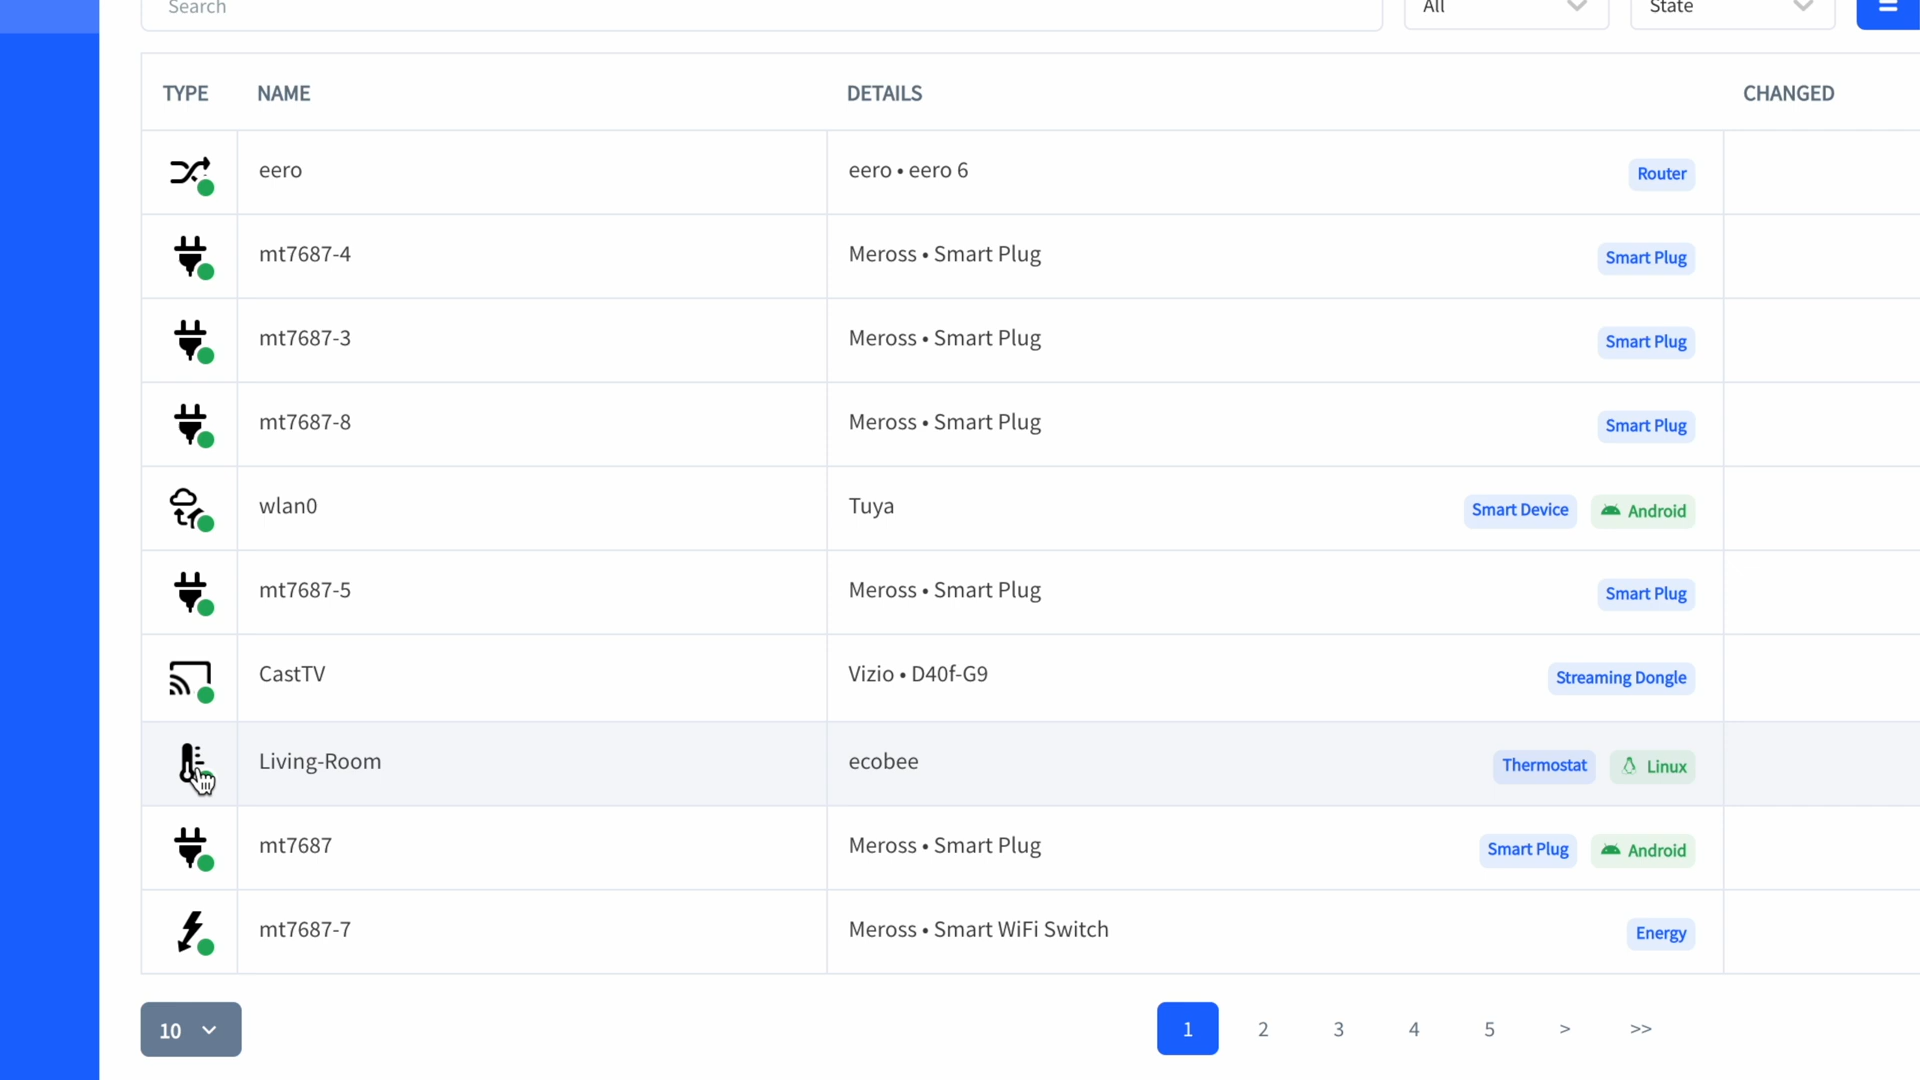 Search All State
TYPE NAME DETAILS CHANGED
eero eero • eero 6 Router
mt7687-4 Meross • Smart Plug Smart Plug
mt7687-3 Meross • Smart Plug Smart Plug
mt7687-8 Meross • Smart Plug Smart Plug
wlan0 Tuya Smart Device Android
mt7687-5 Meross • Smart Plug Smart Plug
CastTV Vizio • D40f-G9 Streaming Dongle
Living-Room ecobee Thermostat Linux
mt7687 Meross • Smart Plug Smart Plug Android
mt7687-7 Meross • Smart WiFi Switch Energy
10 1 2 3 4 5 > >>